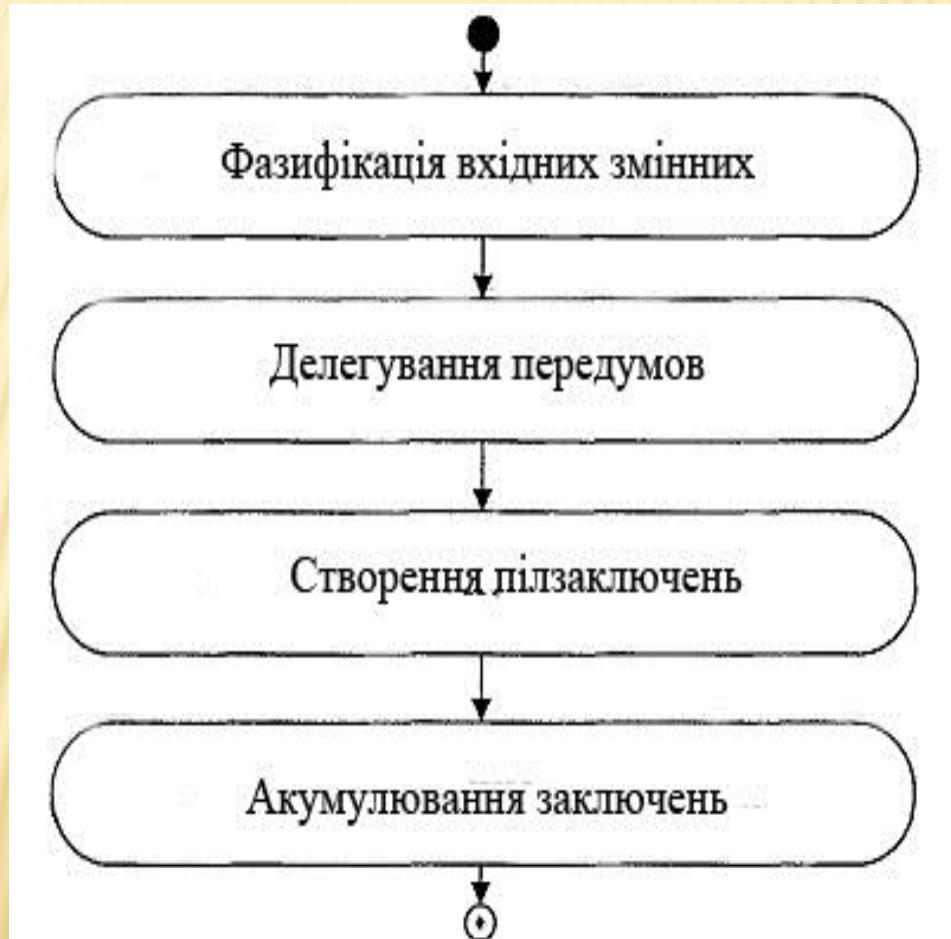 Фазифікація вхідних змінних
Делегування передумов
Створення пілзаключень
Акумулювання заключень